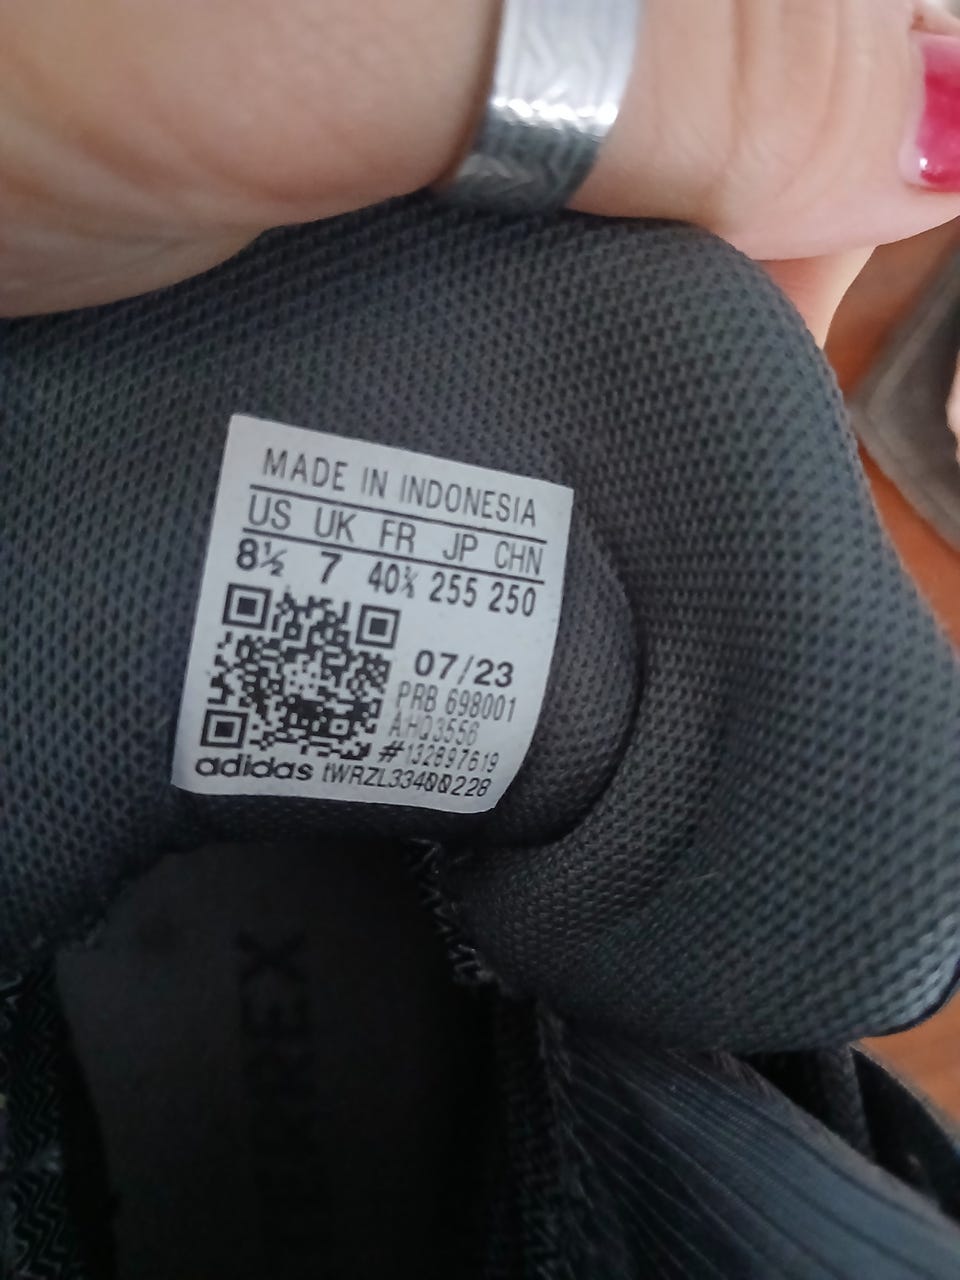 MADE IN INDONESIA
US UK FR JP CHN
8½ 7 40⅔ 255 250
07/23
PRB 698001
AHQ3556
#132897619
adidas tWRZL33400228